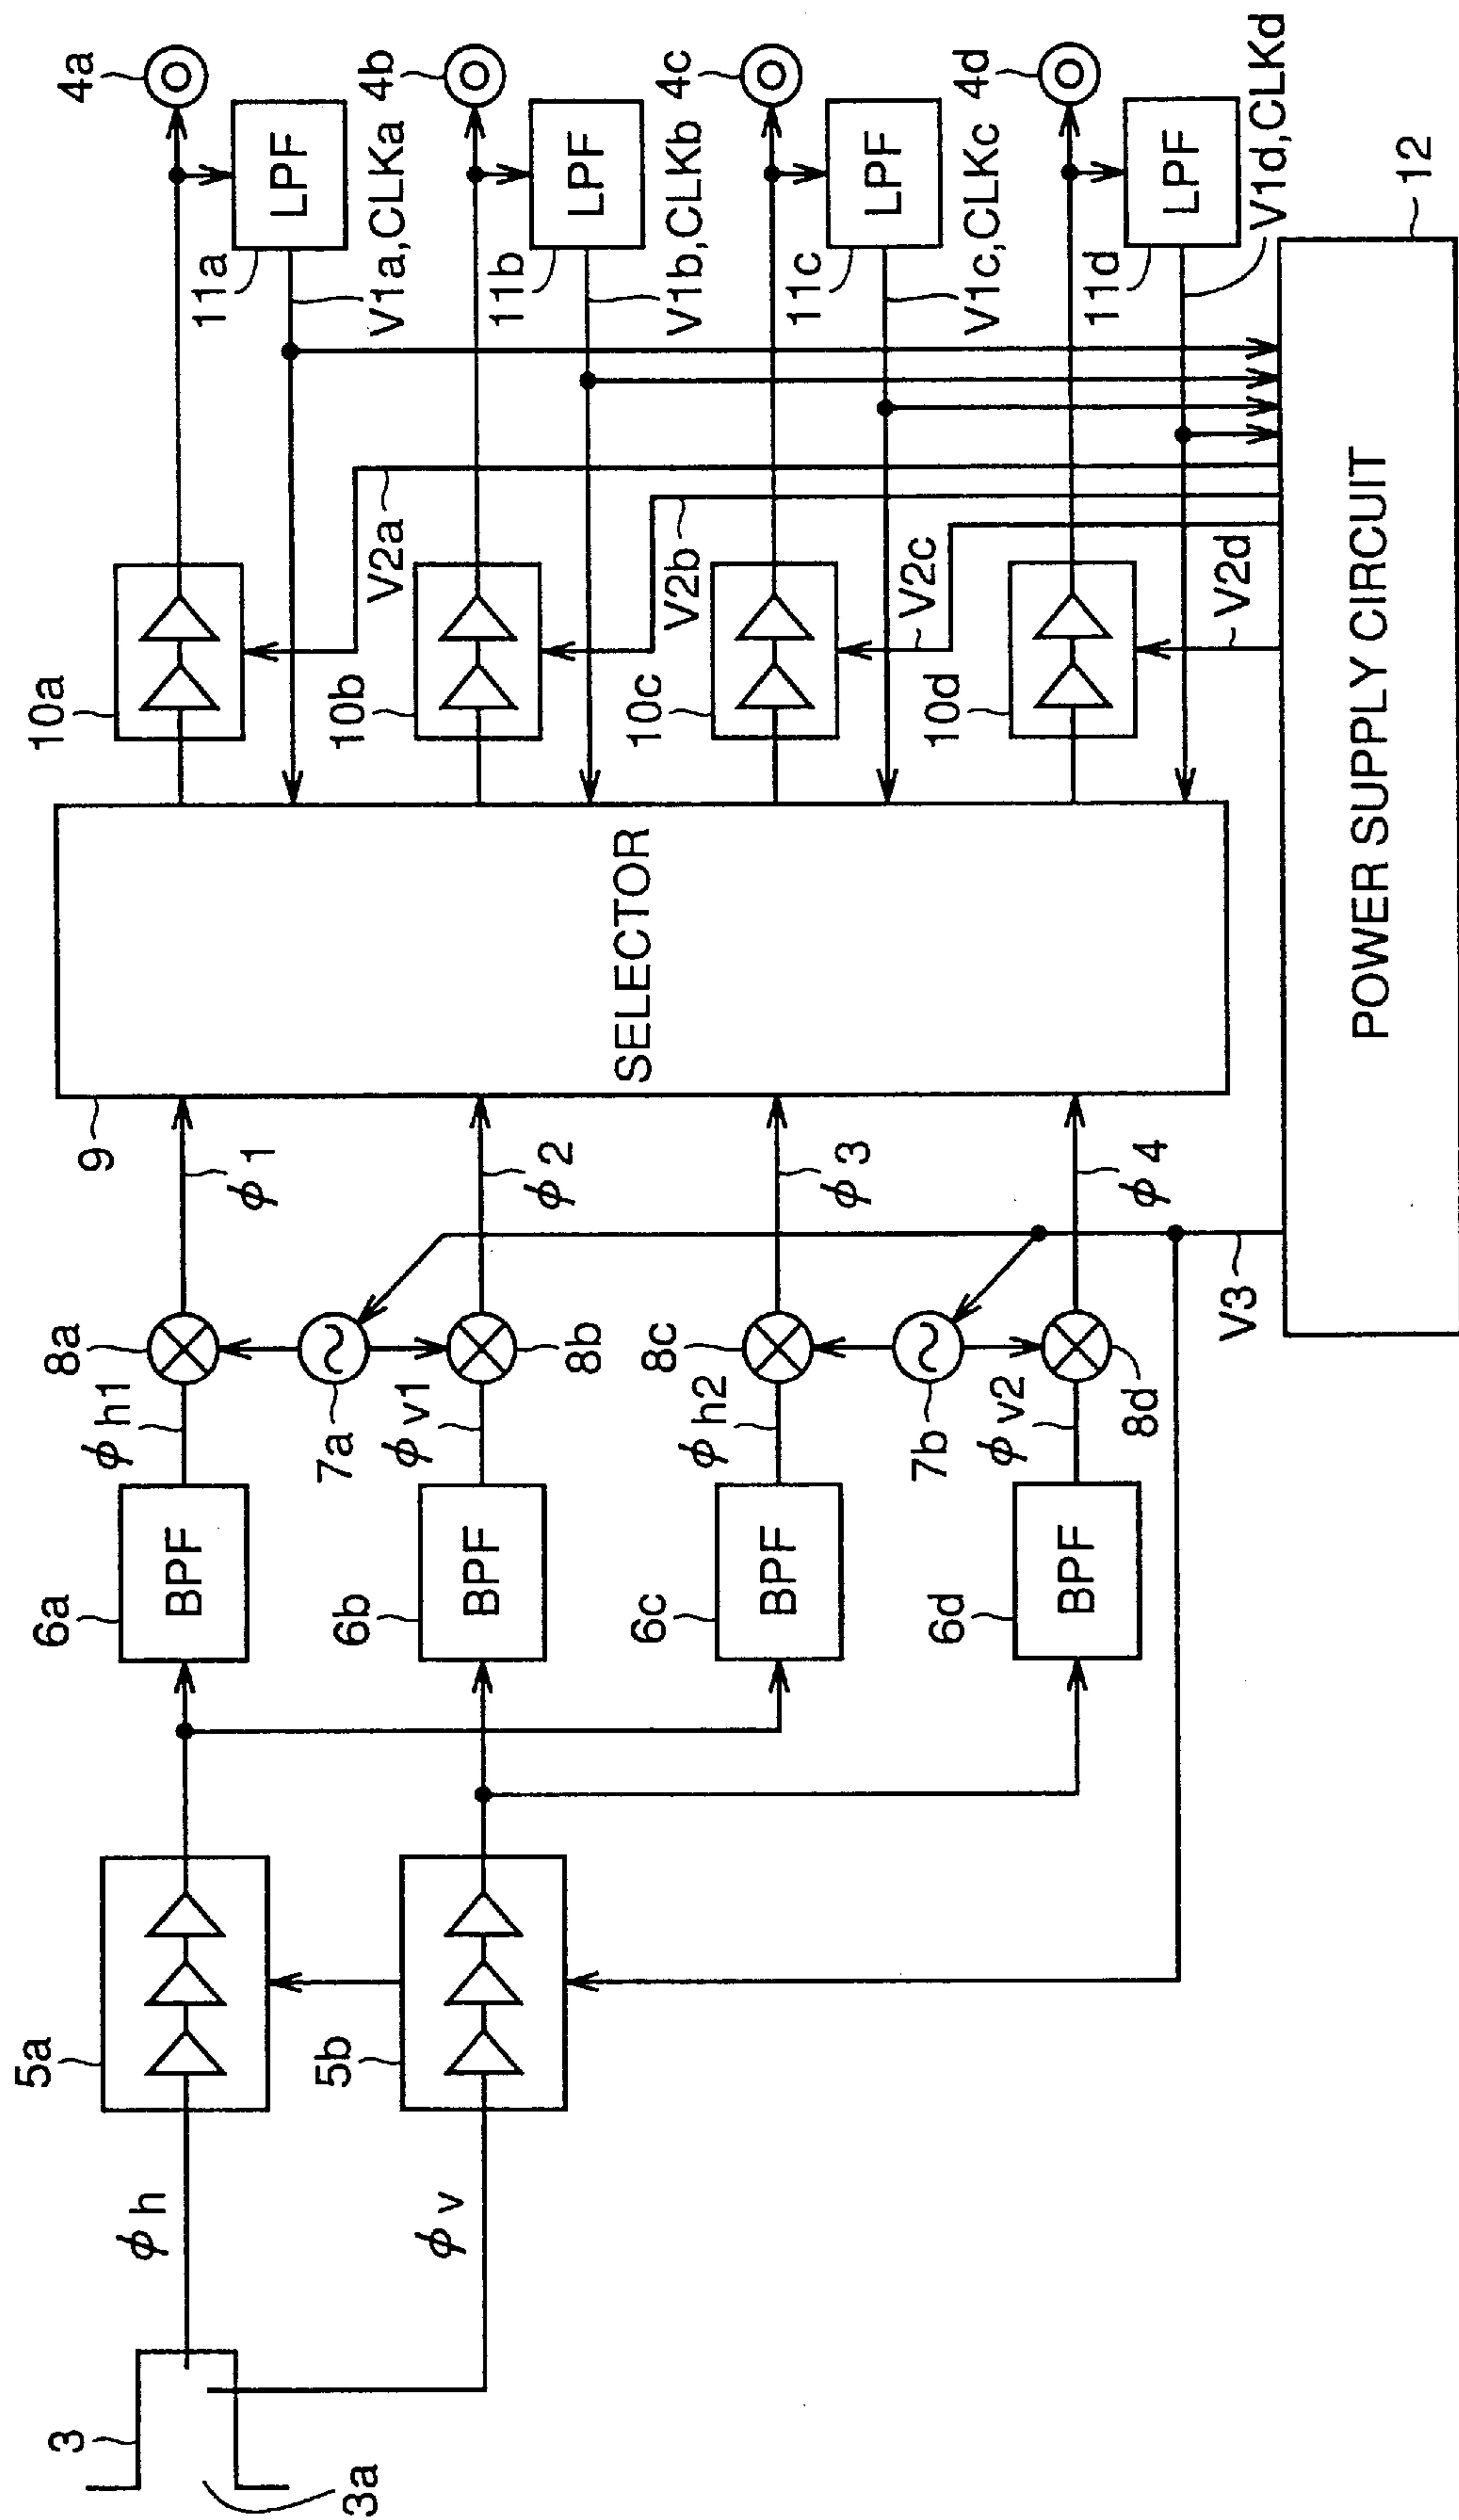 3
3a
φh
φv
5a
5b
6a
BPF
6b
BPF
6c
BPF
6d
BPF
φh1
φv1
φh2
φv2
8a
7a
8b
8c
7b
8d
φ1
φ2
φ3
φ4
V3
9
SELECTOR
10a
10b
10c
10d
V2a
V2b
V2c
V2d
11a
LPF
V1a,CLKa
11b
LPF
V1b,CLKb
11c
LPF
V1c,CLKc
11d
LPF
V1d,CLKd
4a
4b
4c
4d
12
POWER SUPPLY CIRCUIT